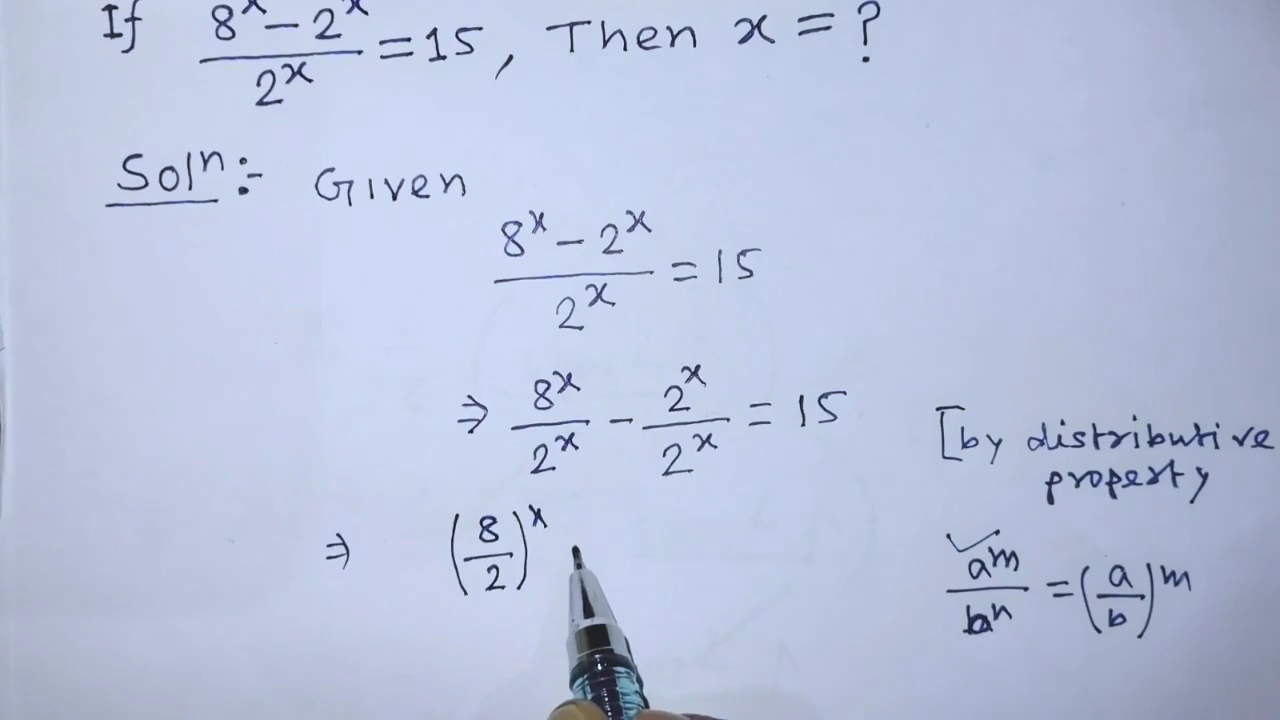 If (8^x − 2^x)/2^x = 15, Then x = ?
Solⁿ:- Given
(8^x − 2^x)/2^x = 15
⇒ 8^x/2^x − 2^x/2^x = 15 [by distributive
property
⇒ (8/2)^x
✓ a^m/b^n = (a/b)^m